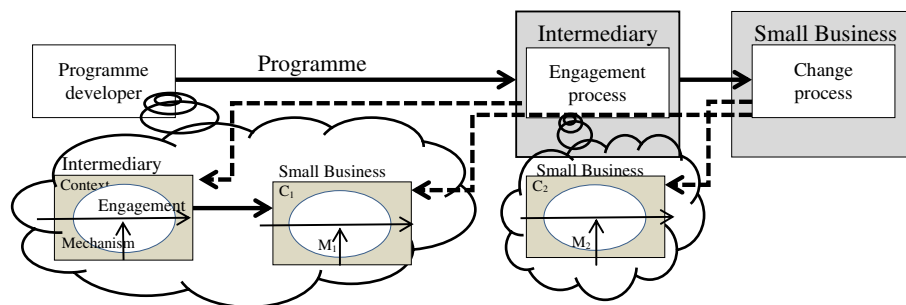 Intermediary
Small Business
Programme
developer
Programme
Engagement
process
Change
process
Intermediary
Context
Engagement
Mechanism
Small Business
C1
M1
Small Business
C2
M2